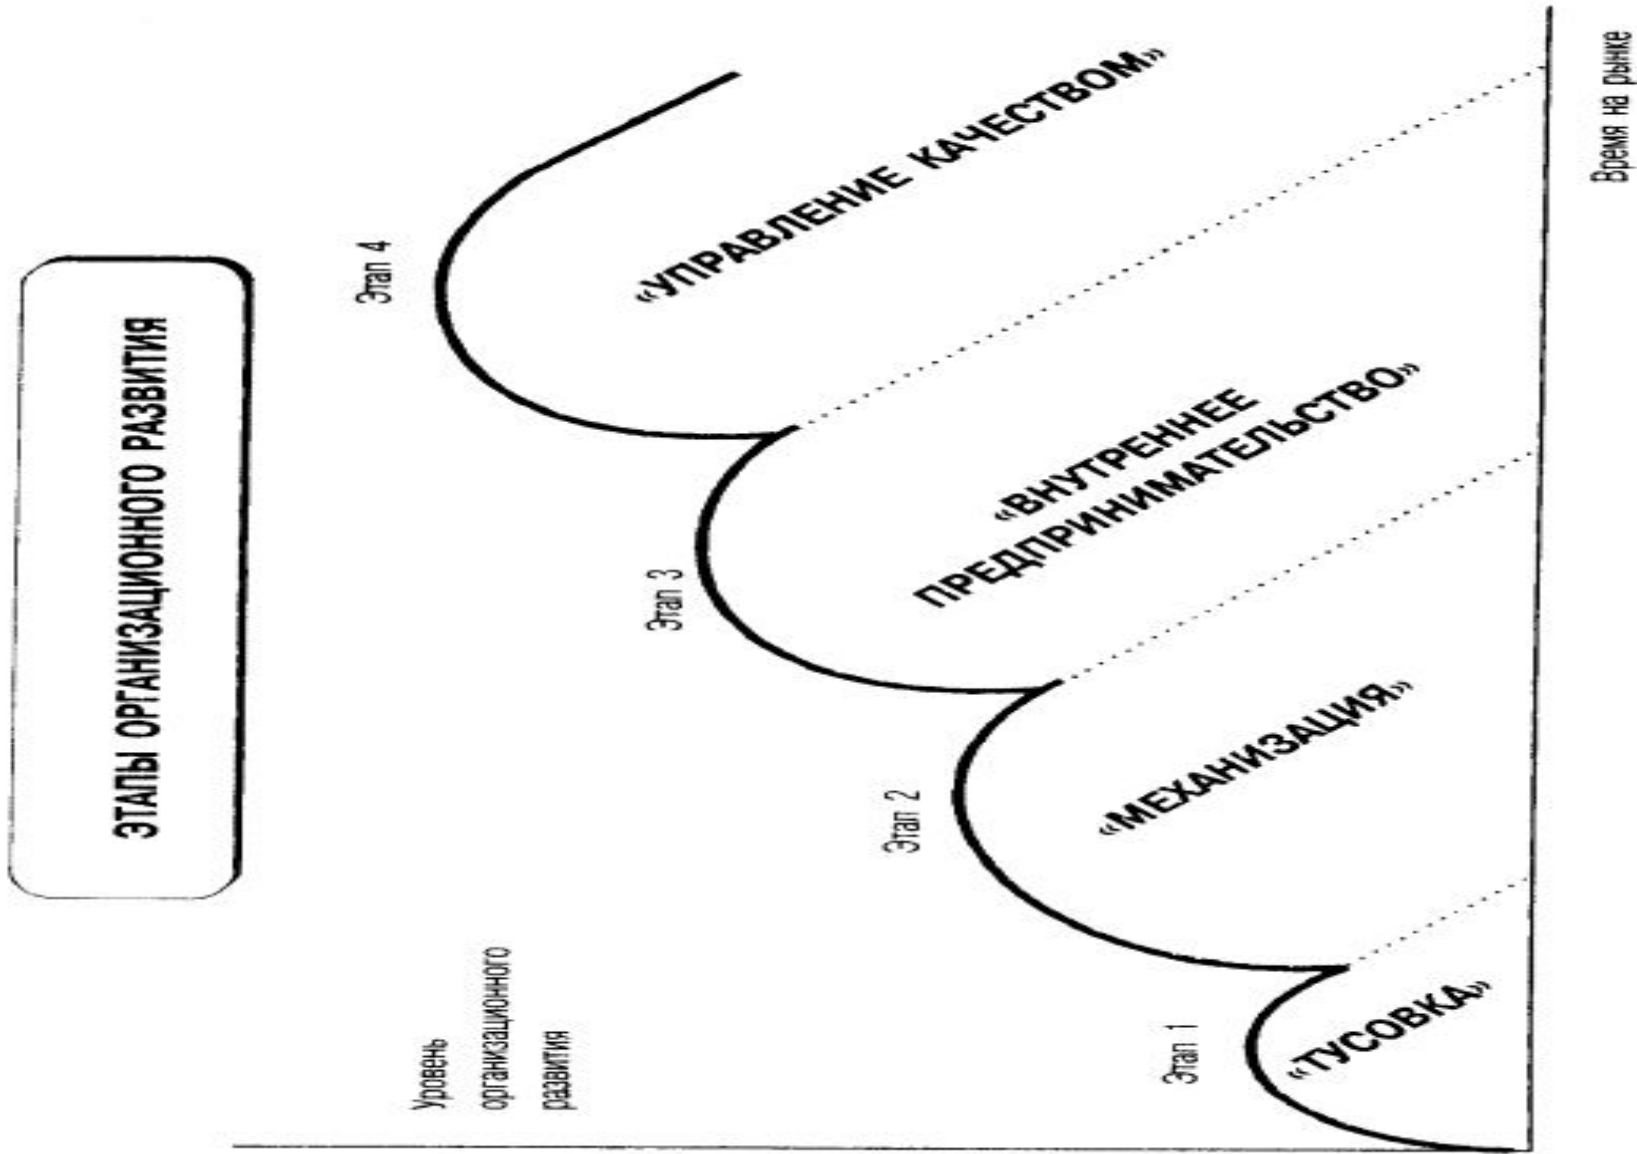 ЭТАПЫ ОРГАНИЗАЦИОННОГО РАЗВИТИЯ
Уровень
организационного
развития
Этап 1
«ТУСОВКА»
Этап 2
«МЕХАНИЗАЦИЯ»
Этап 3
«ВНУТРЕННЕЕ
ПРЕДПРИНИМАТЕЛЬСТВО»
Этап 4
«УПРАВЛЕНИЕ КАЧЕСТВОМ»
Время на рынке